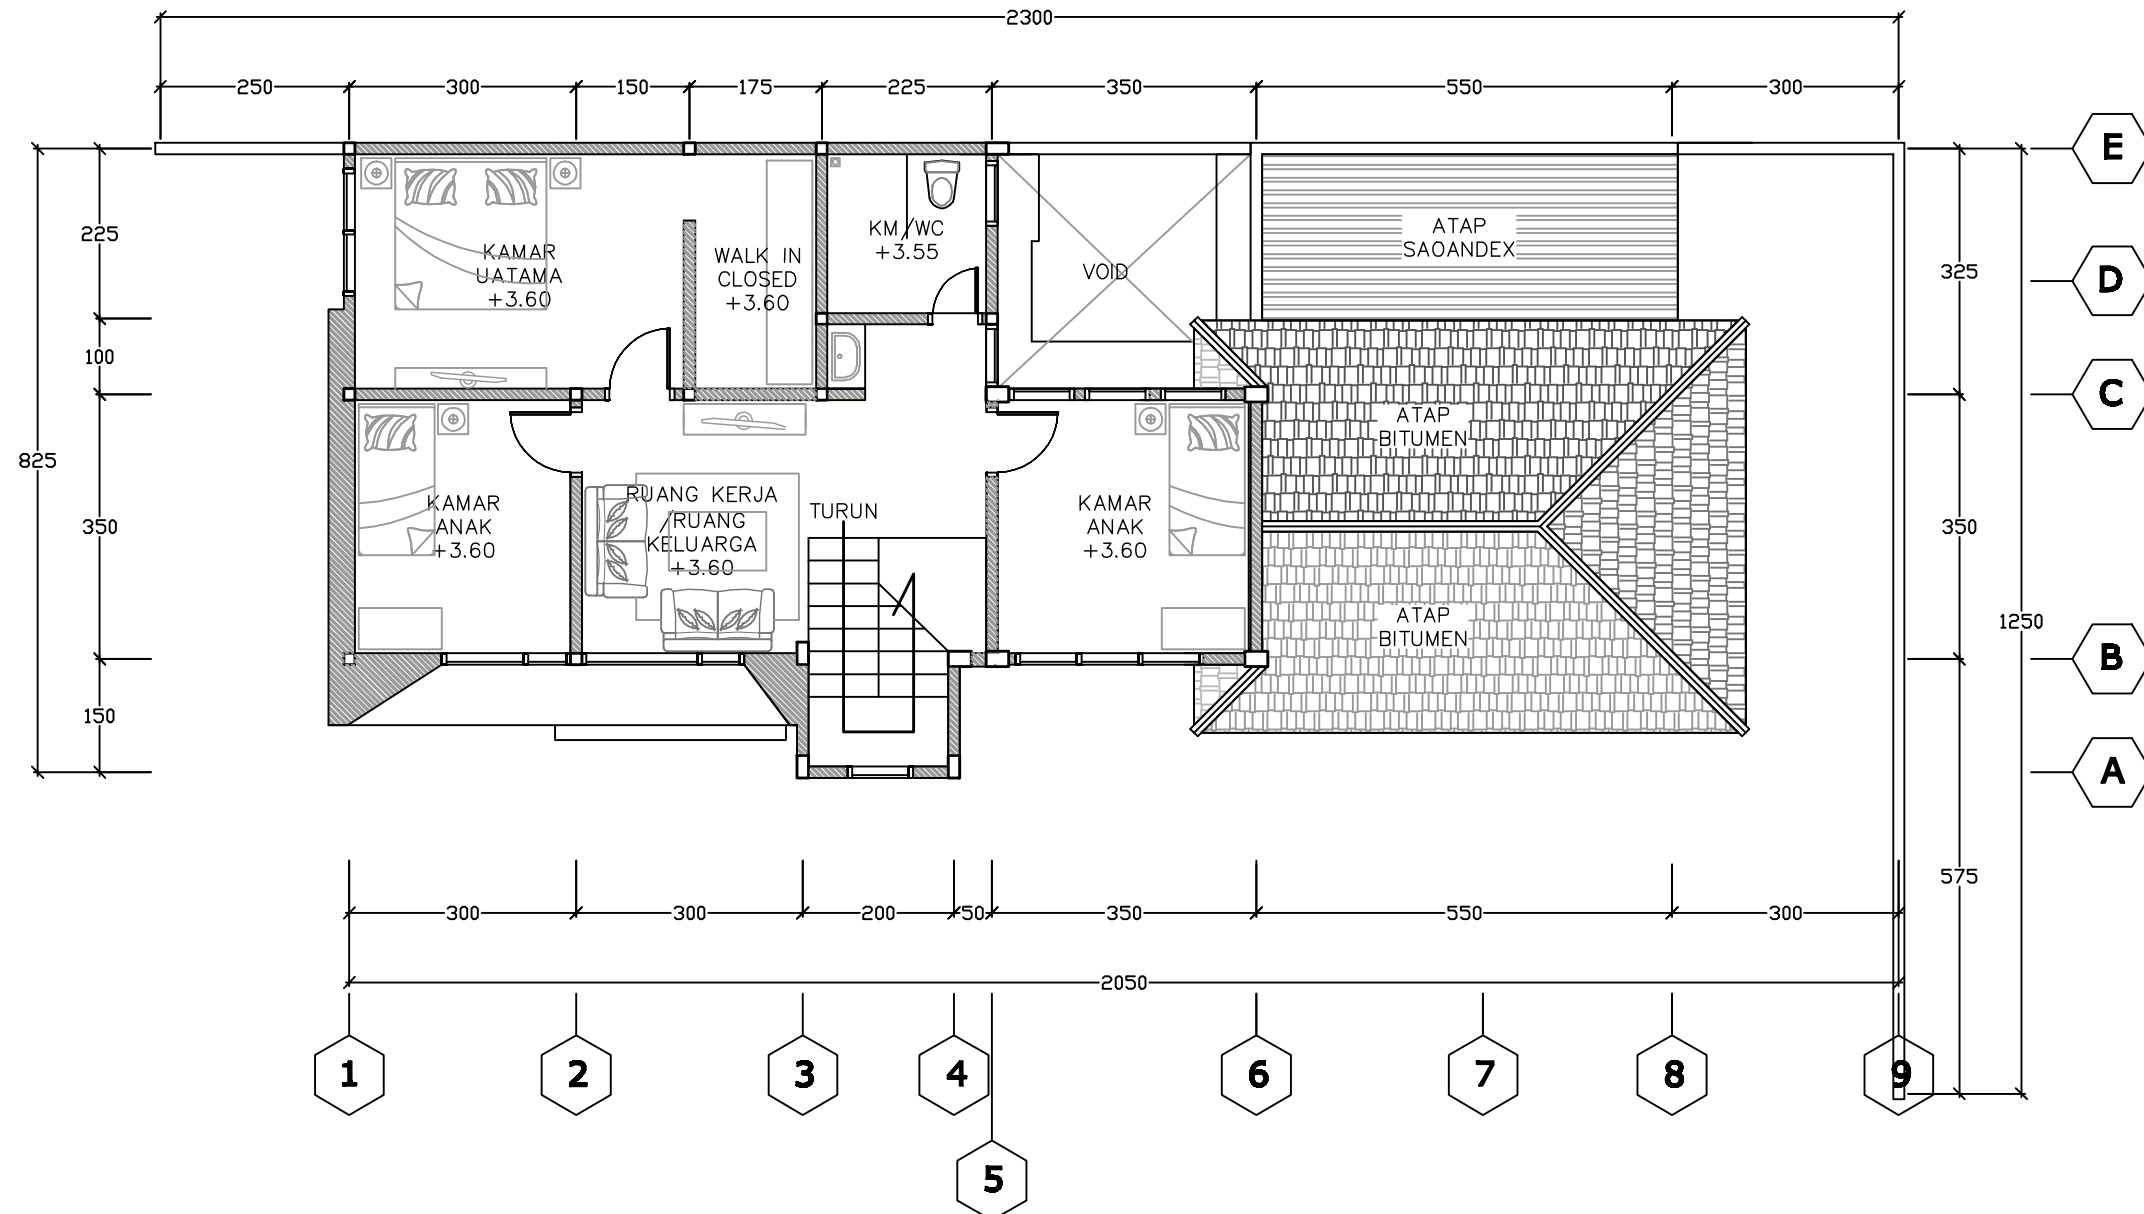 2300
250
300
150
175
225
350
550
300
E
KAMAR
UATAMA
+3.60
WALK IN
CLOSED
+3.60
KM/WC
+3.55
VOID
ATAP
SAOANDEX
225
325
D
100
C
ATAP
BITUMEN
825
KAMAR
ANAK
+3.60
RUANG KERJA
/RUANG
KELUARGA
+3.60
TURUN
KAMAR
ANAK
+3.60
350
350
ATAP
BITUMEN
1250
B
150
A
575
300
300
200
50
350
550
300
2050
1
2
3
4
6
7
8
9
5